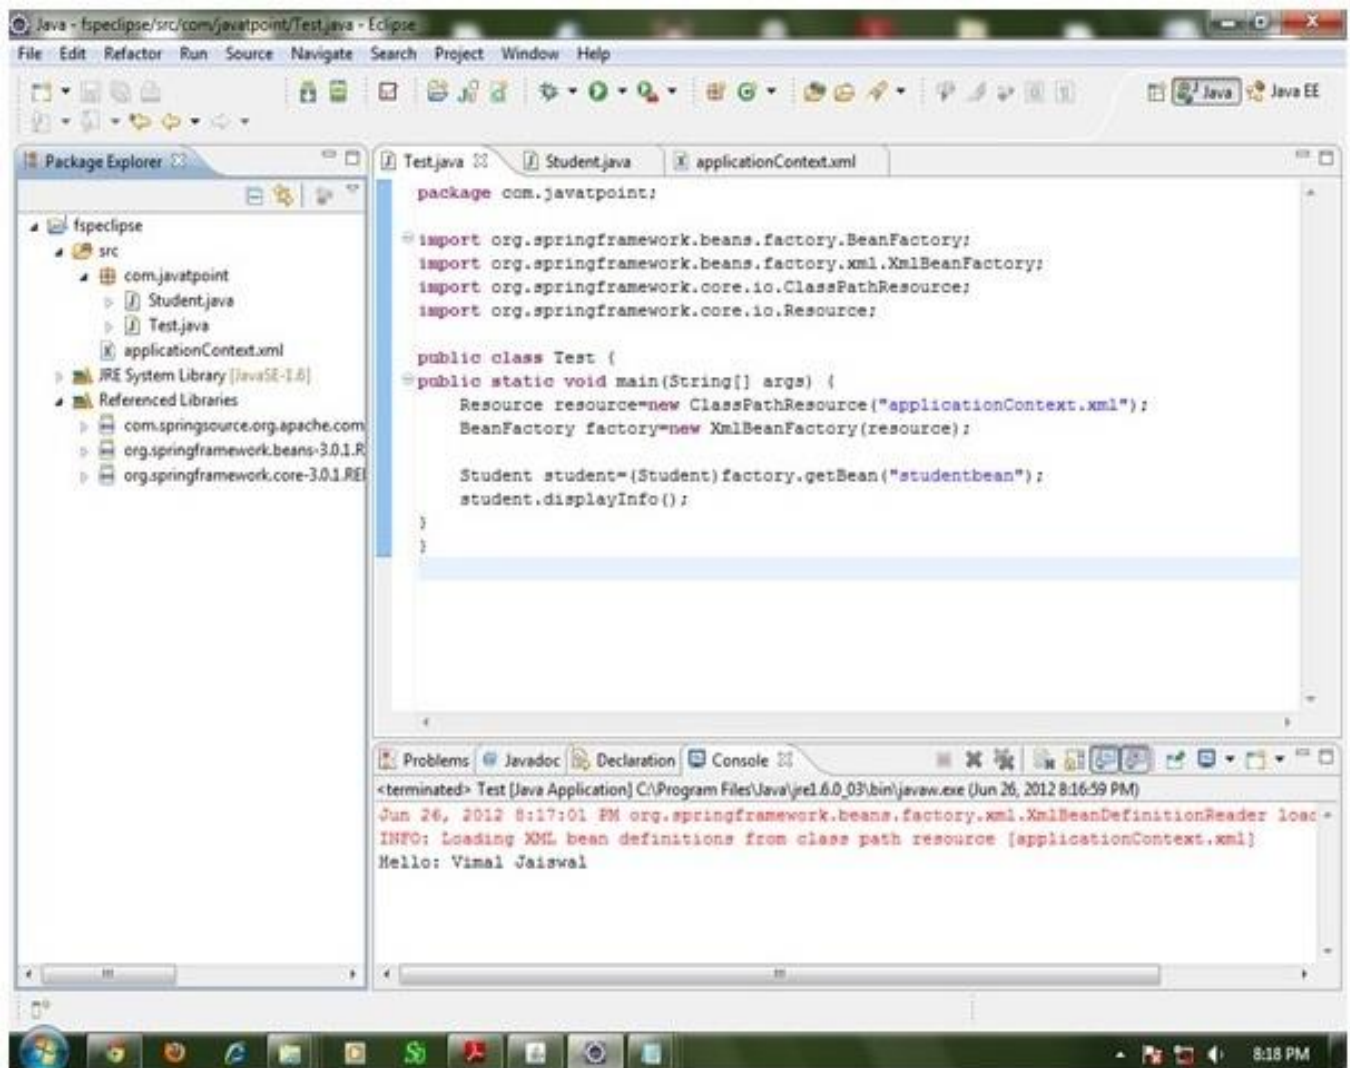 Java - fspeclipse/src/com/javatpoint/Test.java - Eclipse
File Edit Refactor Run Source Navigate Search Project Window Help
Java Java EE
Package Explorer
fspeclipse
src
com.javatpoint
Student.java
Test.java
applicationContext.xml
JRE System Library [JavaSE-1.6]
Referenced Libraries
com.springsource.org.apache.com
org.springframework.beans-3.0.1.R
org.springframework.core-3.0.1.REL
Test.java Student.java applicationContext.xml
package com.javatpoint;
import org.springframework.beans.factory.BeanFactory;
import org.springframework.beans.factory.xml.XmlBeanFactory;
import org.springframework.core.io.ClassPathResource;
import org.springframework.core.io.Resource;
public class Test {
public static void main(String[] args) {
Resource resource=new ClassPathResource("applicationContext.xml");
BeanFactory factory=new XmlBeanFactory(resource);
Student student=(Student)factory.getBean("studentbean");
student.displayInfo();
}
}
Problems Javadoc Declaration Console
<terminated> Test [Java Application] C:\Program Files\Java\jre1.6.0_03\bin\javaw.exe (Jun 26, 2012 8:16:59 PM)
Jun 26, 2012 8:17:01 PM org.springframework.beans.factory.xml.XmlBeanDefinitionReader load
INFO: Loading XML bean definitions from class path resource [applicationContext.xml]
Hello: Vimal Jaiswal
8:18 PM